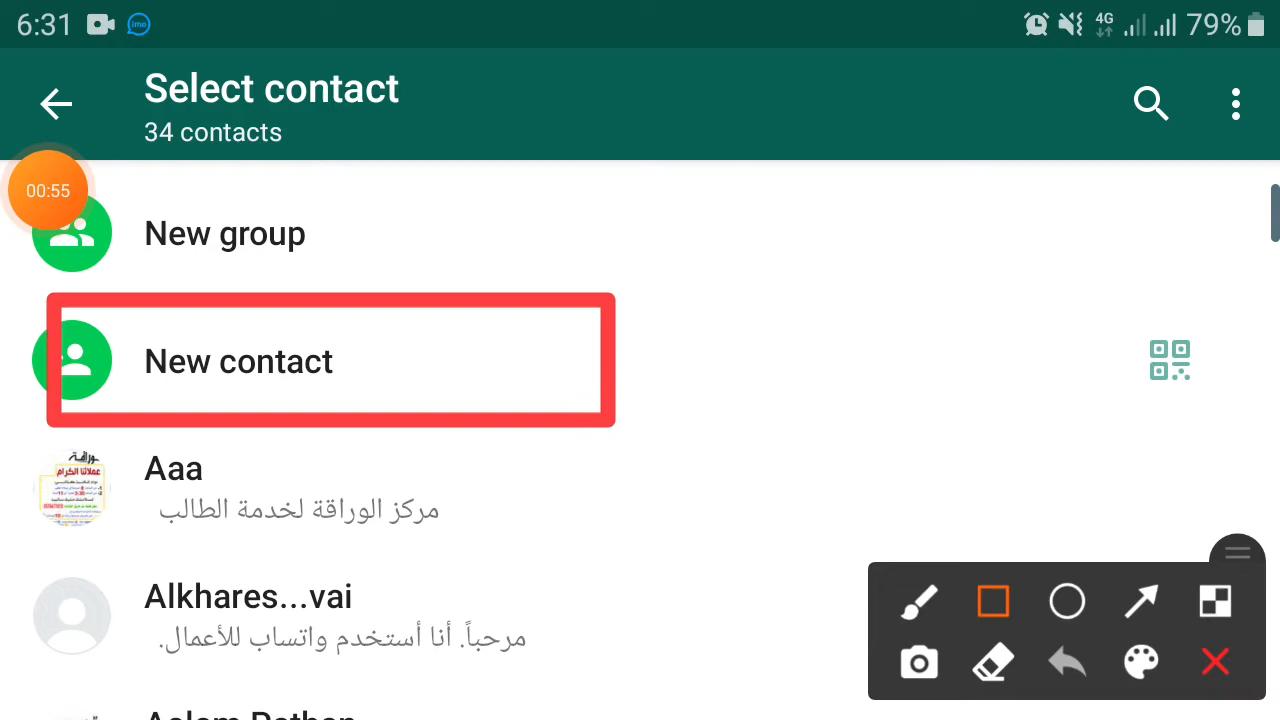 6:31 imo 4G 79%
Select contact
34 contacts
00:55
New group
New contact
Aaa
مركز الوراقة لخدمة الطالب
Alkhares...vai
مرحباً. أنا أستخدم واتساب للأعمال.